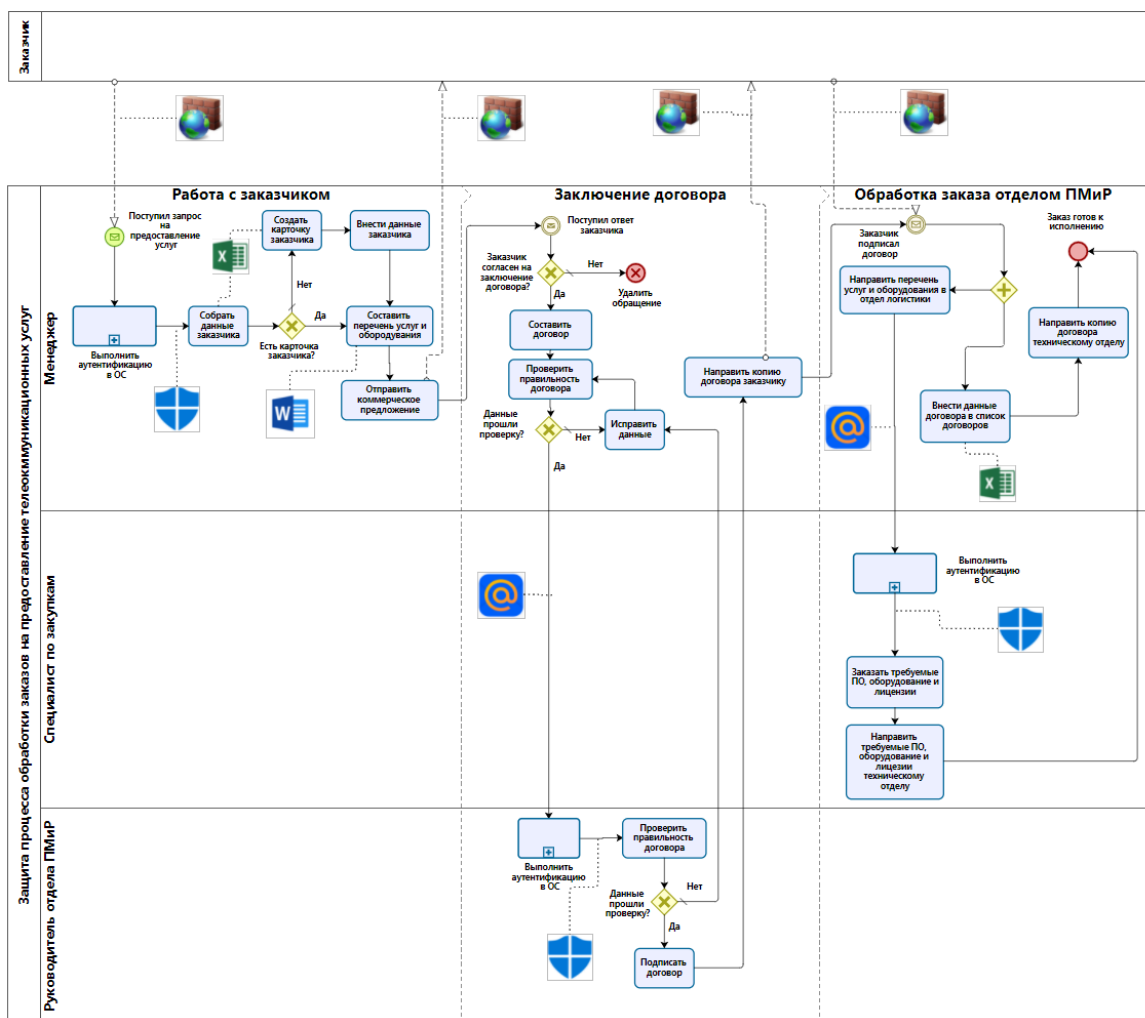 Заказчик
Защита процесса обработки заказов на предоставление телеокммуникационных услуг
Менеджер
Специалист по закупкам
Руководитель отдела ПМиР
Работа с заказчиком
Заключение договора
Обработка заказа отделом ПМиР
Поступил запрос
на
предоставление
услуг
Выполнить
аутентификацию
в ОС
Собрать
данные
заказчика
Создать
карточку
заказчика
Внести данные
заказчика
Нет
Да
Есть карточка
заказчика?
Составить
перечень услуг и
обородувания
Отправить
коммерческое
предложение
Поступил ответ
заказчика
Заказчик
согласен на
заключение
договора?
Нет
Удалить
обращение
Да
Составить
договор
Проверить
правильность
договора
Данные
прошли
проверку?
Нет
Исправить
данные
Да
Направить копию
договора заказчику
Заказчик
подписал
договор
Заказ готов к
исполнению
Направить перечень
услуг и оборудования в
отдел логистики
Направить копию
договора
техническому отделу
Внести данные
договора в список
договоров
Выполнить
аутентификацию
в ОС
Заказать требуемые
ПО, оборудование и
лицензии
Направить
требуемые ПО,
оборудование и
лицезии
техническому
отделу
Выполнить
аутентификацию
в ОС
Проверить
правильность
договора
Данные
прошли
проверку?
Нет
Да
Подписать
договор